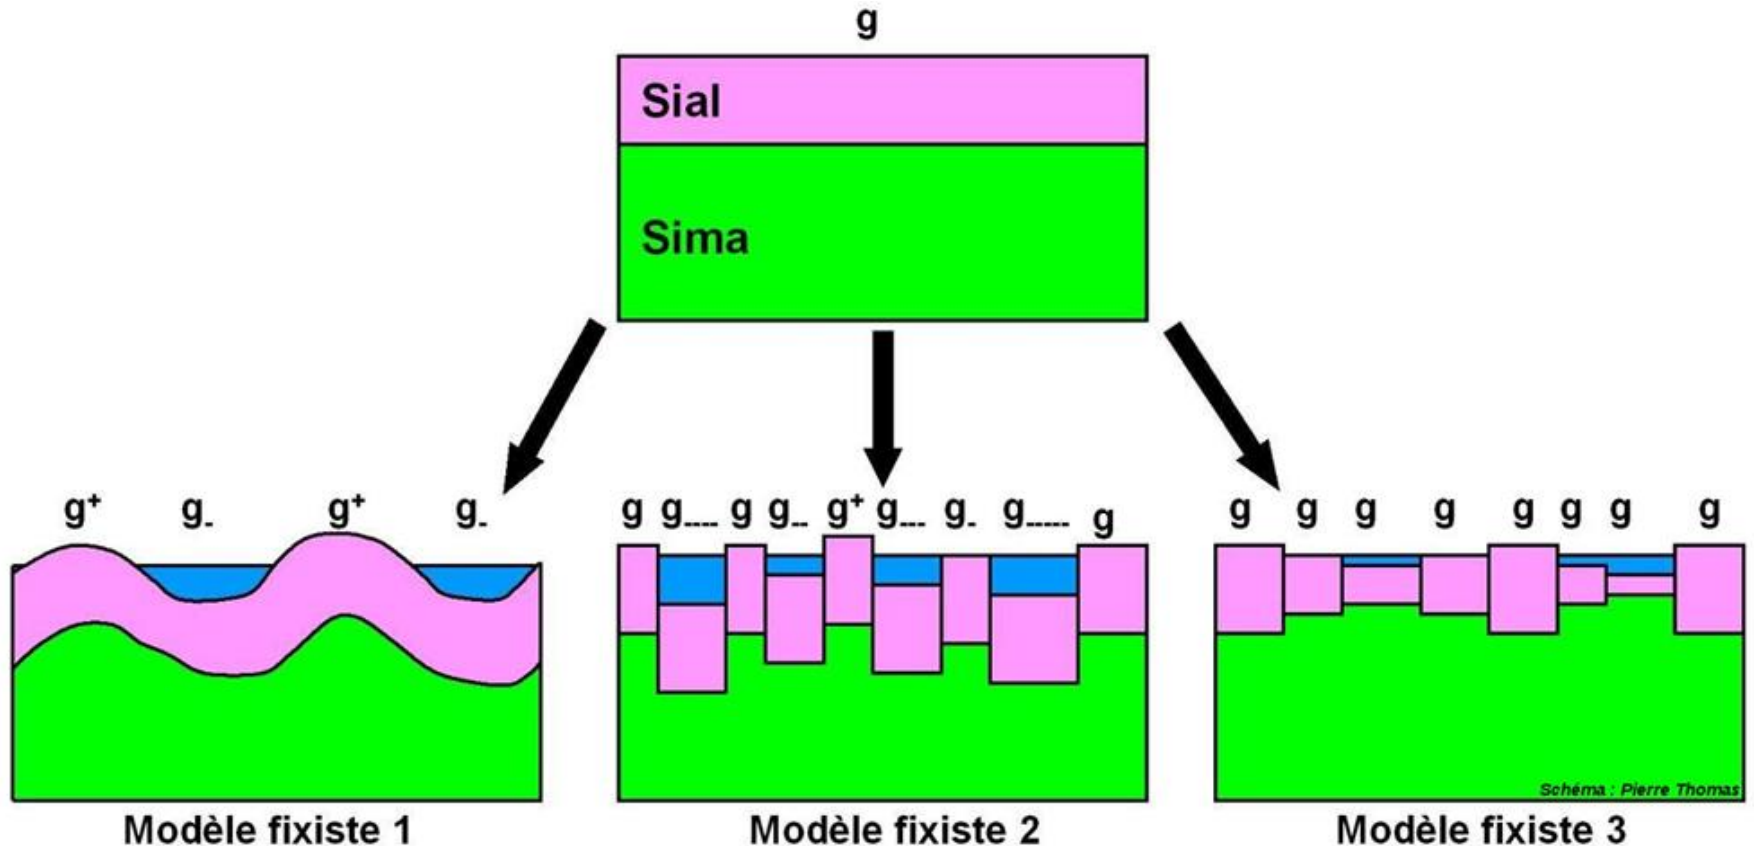 g
Sial
Sima
g+ g- g+ g-
g g---- g g-- g+ g--- g- g----- g
g g g g g g g g
Schéma : Pierre Thomas
Modèle fixiste 1
Modèle fixiste 2
Modèle fixiste 3